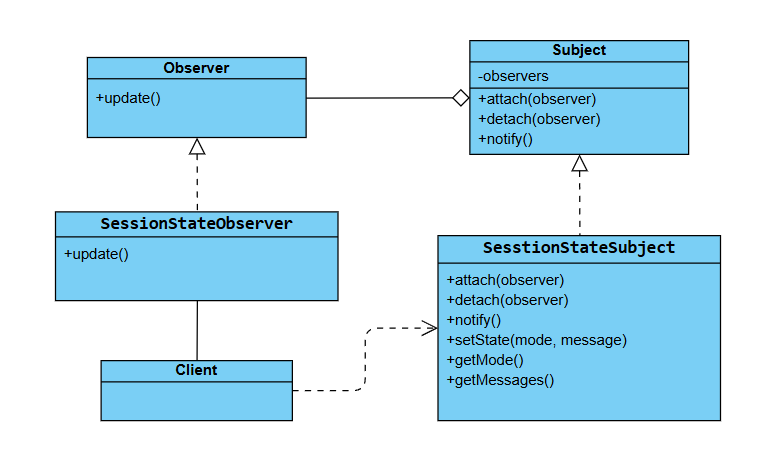 Observer
+update()
Subject
-observers
+attach(observer)
+detach(observer)
+notify()
SessionStateObserver
+update()
SesstionStateSubject
+attach(observer)
+detach(observer)
+notify()
+setState(mode, message)
+getMode()
+getMessages()
Client